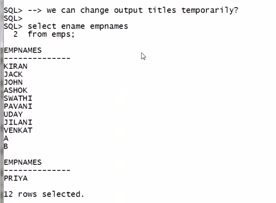 SQL> --> we can change output titles temporarily?
SQL>
SQL> select ename empnames
2 from emps;
EMPNAMES
--------------
KIRAN
JACK
JOHN
ASHOK
SWATHI
PAVANI
UDAY
JILANI
VENKAT
A
B
EMPNAMES
--------------
PRIYA
12 rows selected.